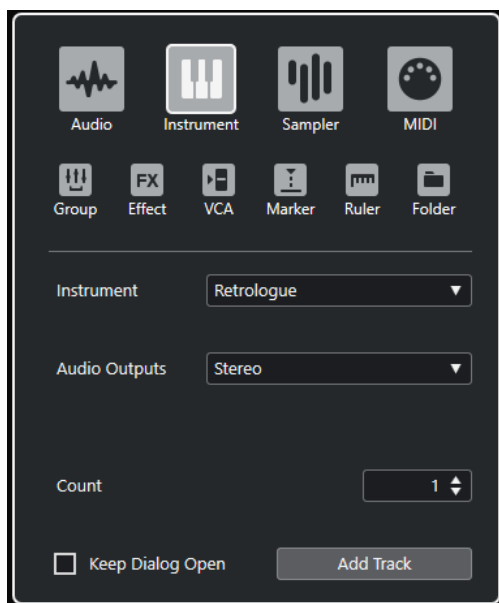 Audio Instrument Sampler MIDI
FX
Group Effect VCA Marker Ruler Folder
Instrument Retrologue
Audio Outputs Stereo
Count 1
Keep Dialog Open Add Track